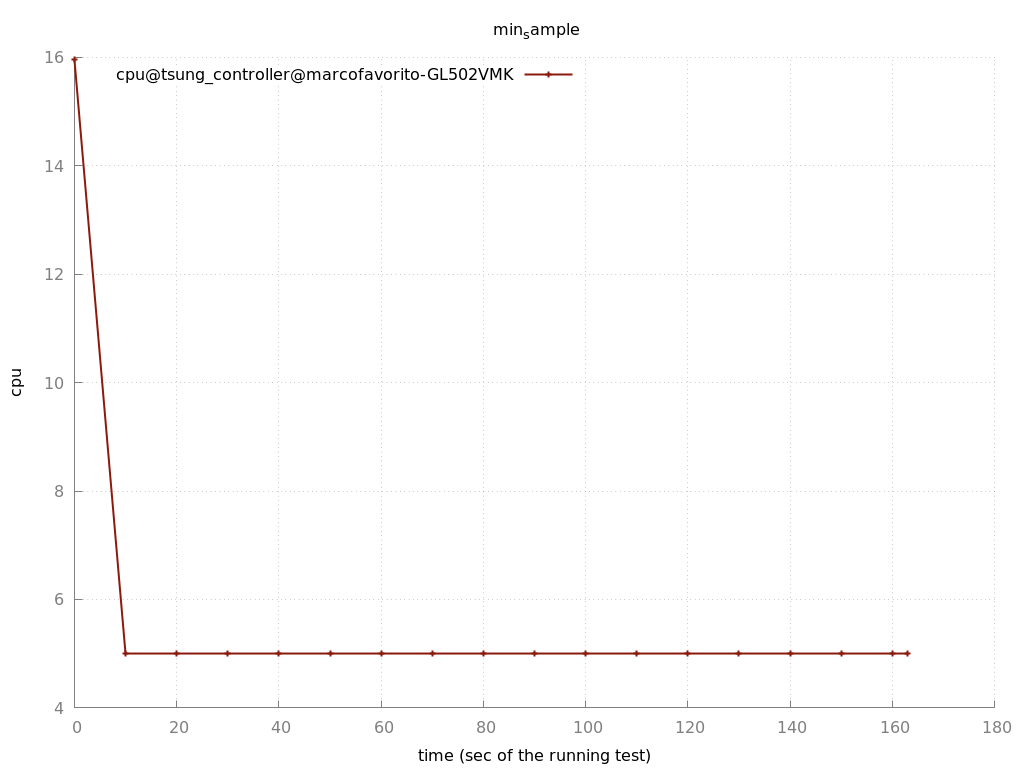 min_sample
16
cpu@tsung_controller@marcofavorito-GL502VMK
14
12
10
cpu
8
6
4
0 20 40 60 80 100 120 140 160 180
time (sec of the running test)